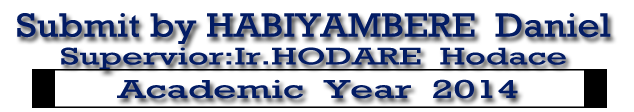 Submit by HABIYAMBERE Daniel
Supervior:Ir.HODARE Hodace
Academic Year 2014